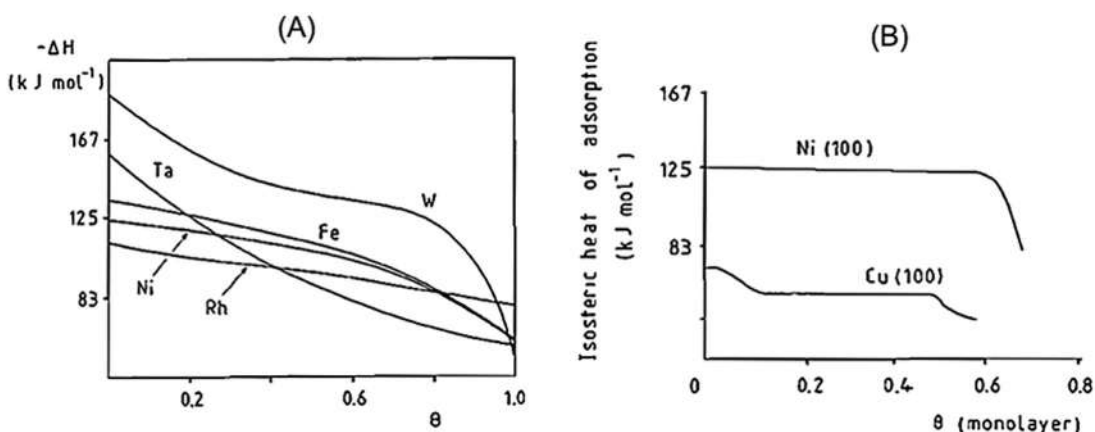 (A)
-ΔH
(kJ mol⁻¹)
167
125
83
Ta
W
Fe
Ni
Rh
0.2
0.6
1.0
θ
(B)
Isosteric heat of adsorption
(kJ mol⁻¹)
167
125
83
Ni (100)
Cu (100)
0
0.2
0.4
0.6
0.8
θ (monolayer)